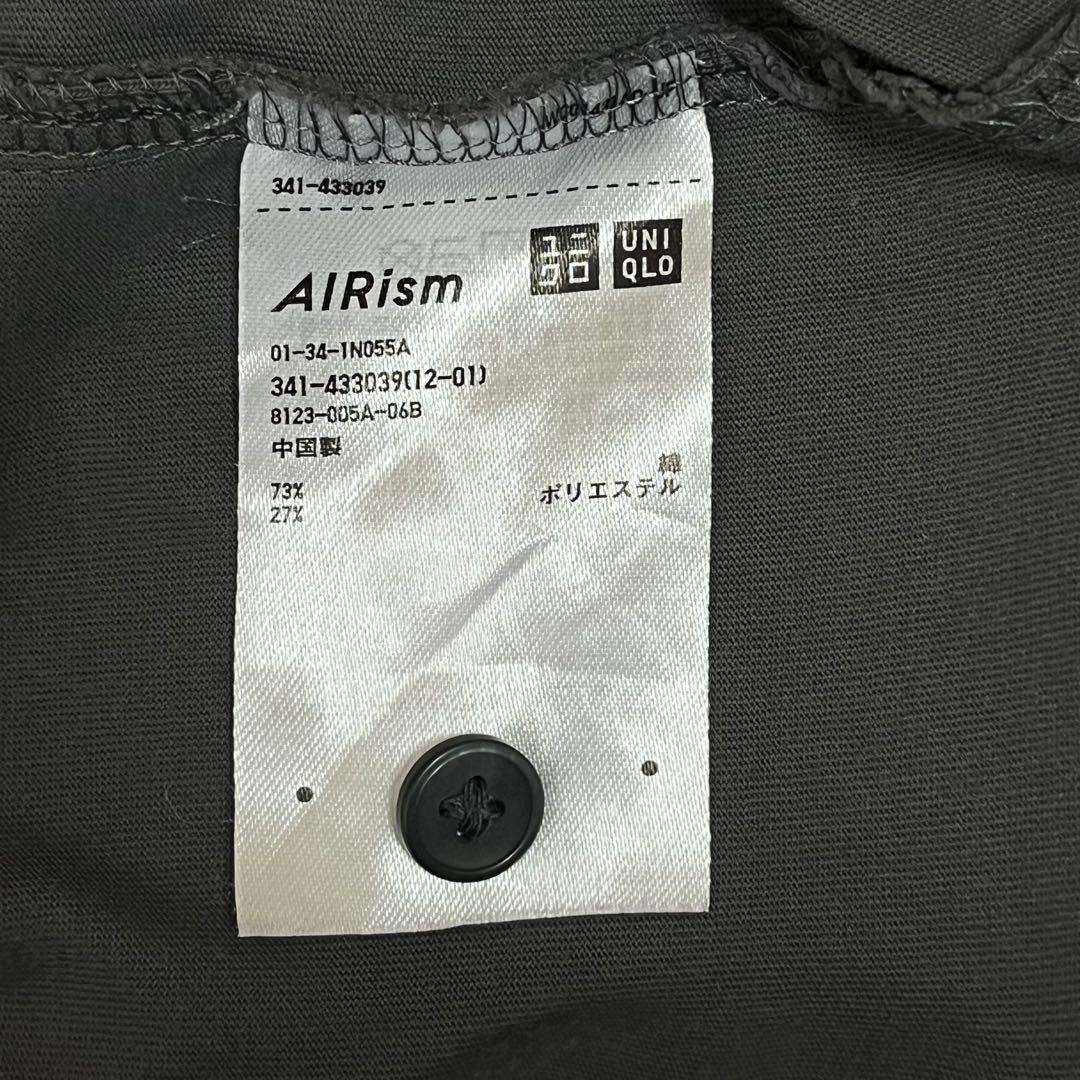 341-433039
AIRism
ユニ
クロ
UNI
QLO
01-34-1N055A
341-433039(12-01)
8123-005A-06B
中国製
73% 綿
27% ポリエステル